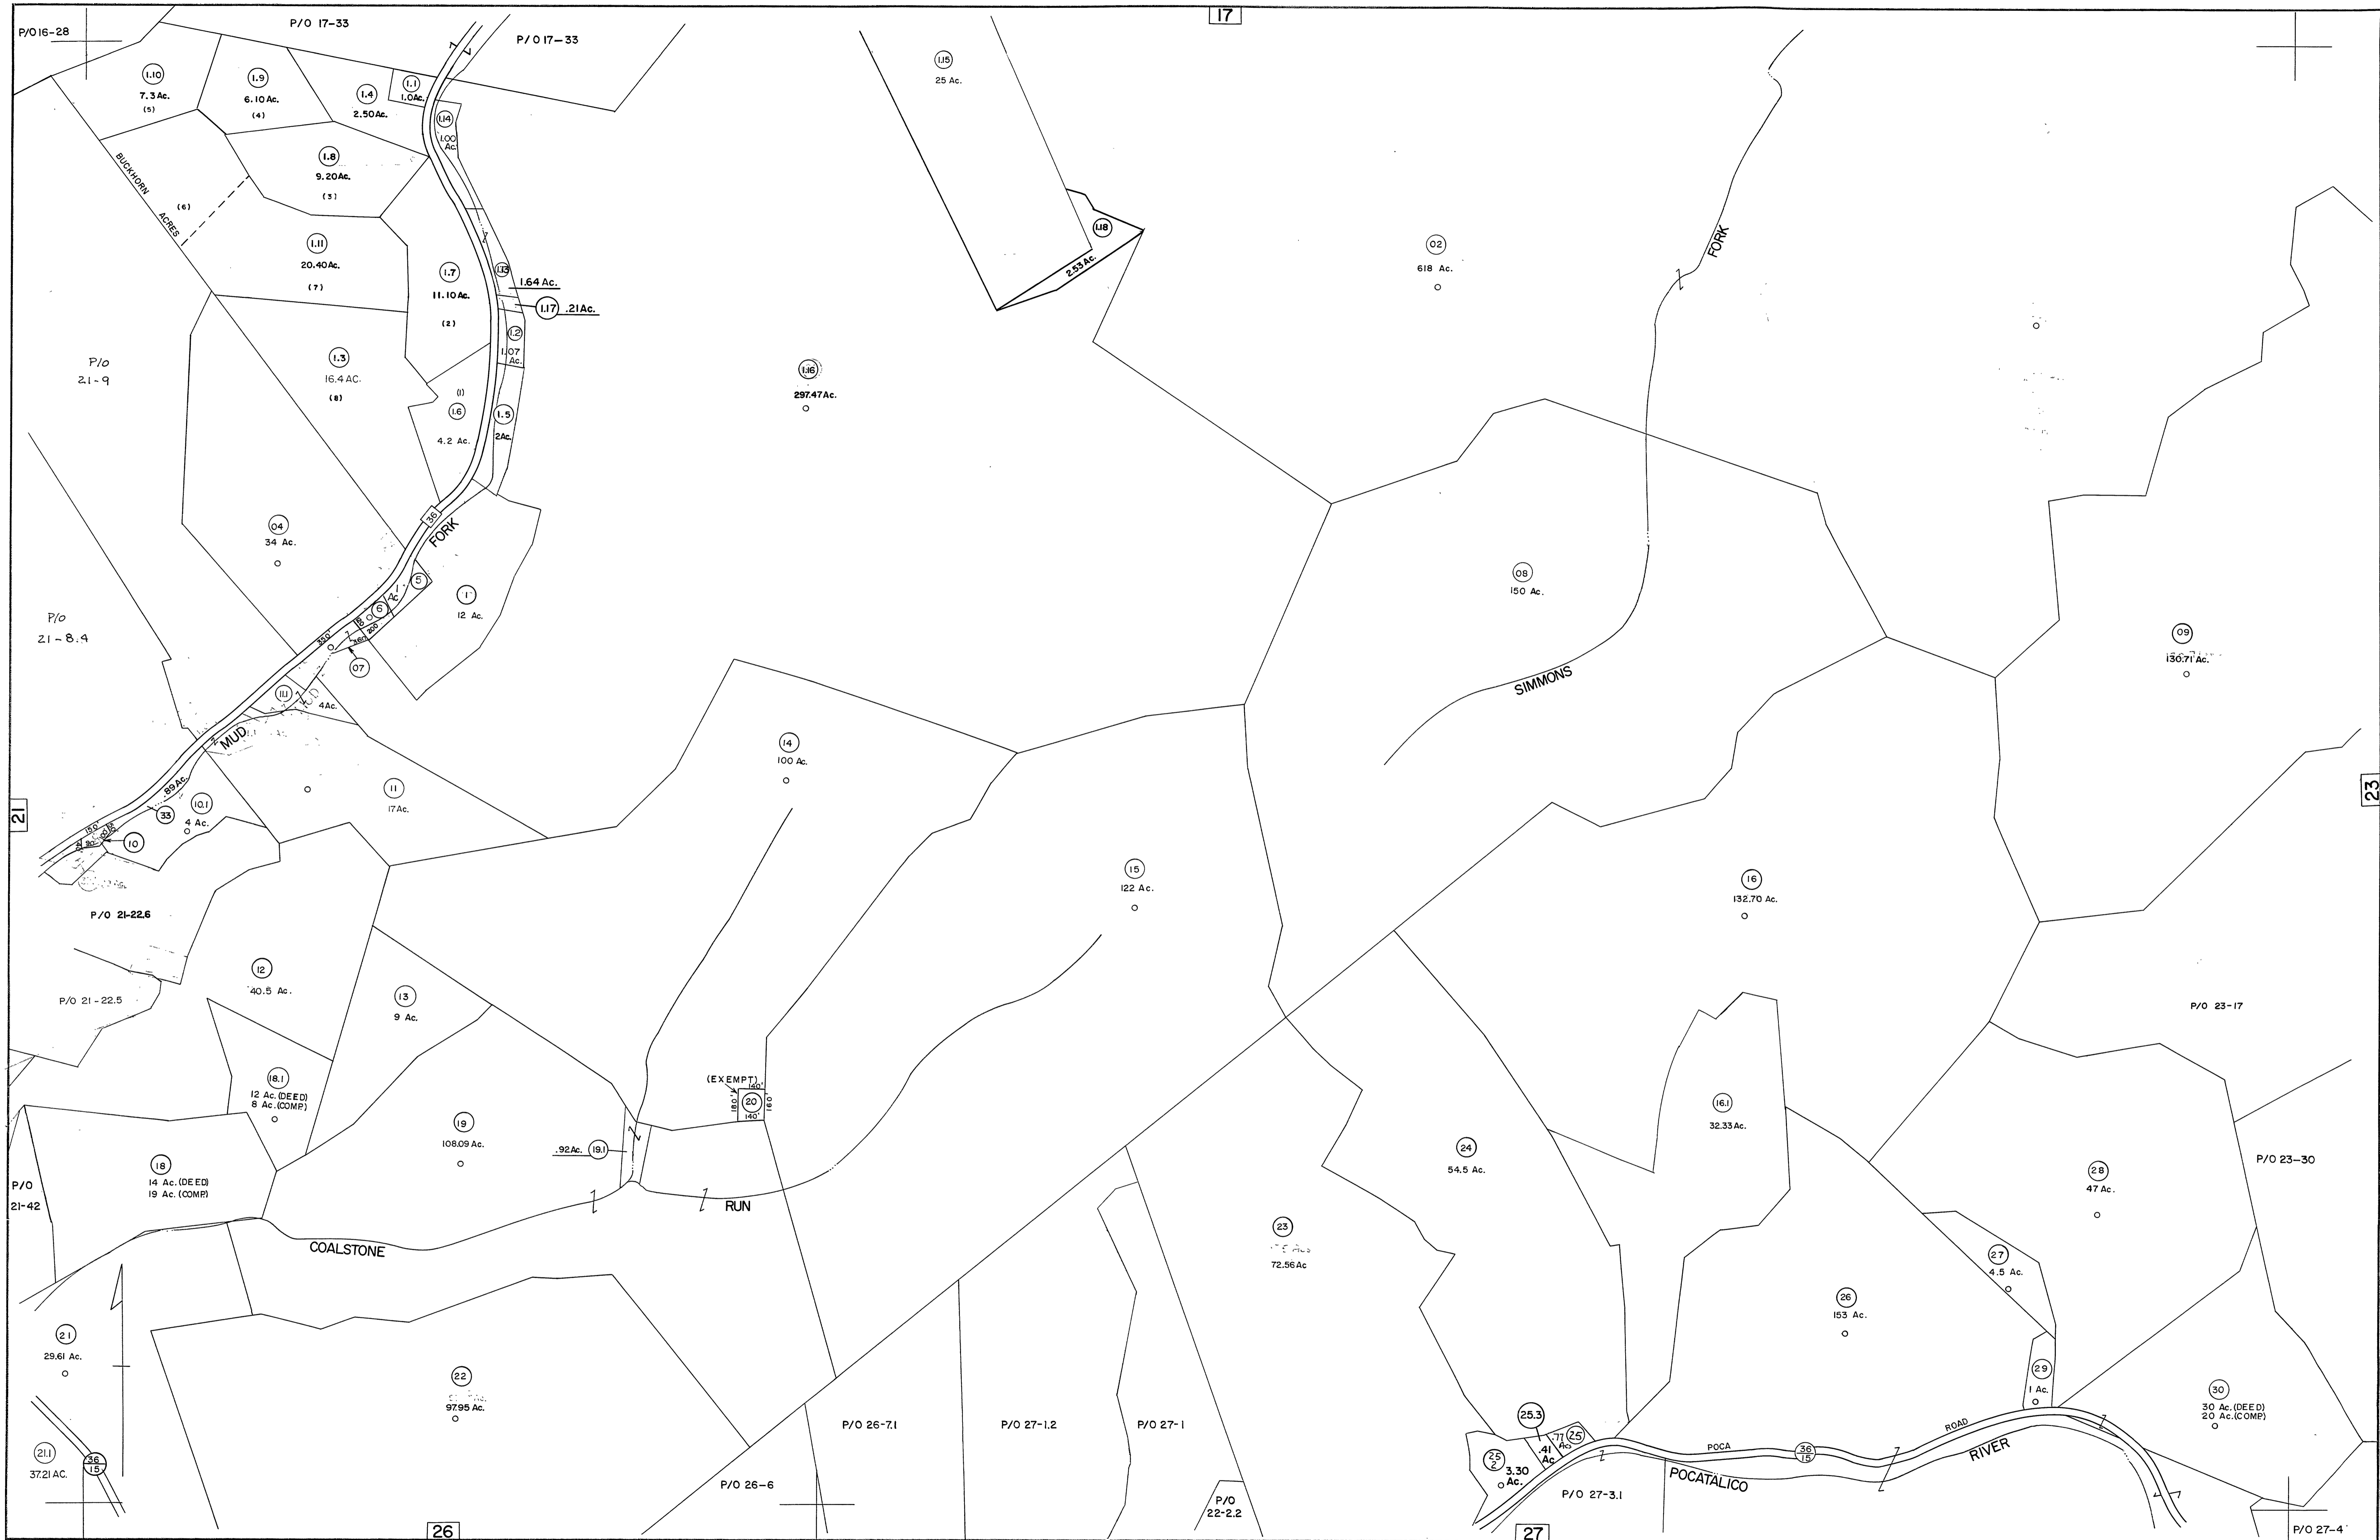 17
P/O16-28
P/O 17-33
P/O 17-33
1.10
7.3 Ac.
(5)
1.9
6.10 Ac.
(4)
1.4
2.50 Ac.
1.1
1.0Ac.
1.14
1.00
Ac.
1.15
25 Ac.
BUCKHORN
ACRES
1.8
9.20 Ac.
(3)
(6)
1.11
20.40 Ac.
(7)
1.7
11.10 Ac.
(2)
1.13
1.64 Ac.
1.17
.21 Ac.
1.2
1.07
Ac.
1.18
2.53 Ac.
02
618 Ac.
FORK
P/O
21-9
1.3
16.4 AC.
(8)
(1)
1.6
4.2 Ac.
1.5
2Ac.
1.16
297.47 Ac.
04
34 Ac.
36
FORK
5
1
Ac
6
200'
360
350'
07
1
12 Ac.
08
150 Ac.
09
130.71 Ac.
P/O
21-8.4
SIMMONS
11.1
4Ac.
MUD
14
100 Ac.
11
17 Ac.
21
23
.89 Ac.
33
10.1
4 Ac.
150'
90'
10
15
122 Ac.
16
132.70 Ac.
P/O 21-22.6
12
40.5 Ac.
13
9 Ac.
P/O 21-22.5
P/O 23-17
18.1
12 Ac. (DEED)
8 Ac. (COMP.)
(EXEMPT)
140'
180'
20
160'
140'
16.1
32.33 Ac.
19
108.09 Ac.
.92Ac.
19.1
24
54.5 Ac.
28
47 Ac.
P/O 23-30
18
14 Ac. (DEED)
19 Ac. (COMP.)
P/O
21-42
RUN
COALSTONE
23
72.56 Ac
27
4.5 Ac.
26
153 Ac.
21
29.61 Ac.
22
97.95 Ac.
29
1 Ac.
30
30 Ac. (DEED)
20 Ac. (COMP.)
P/O 26-7.1
P/O 27-1.2
P/O 27-1
25.3
.41
Ac
.77
Ac
25
25
2
3.30
Ac.
21.1
37.21 AC.
36
15
POCA
36
15
ROAD
POCATALICO
RIVER
P/O 26-6
P/O
22-2.2
P/O 27-3.1
P/O 27-4
26
27